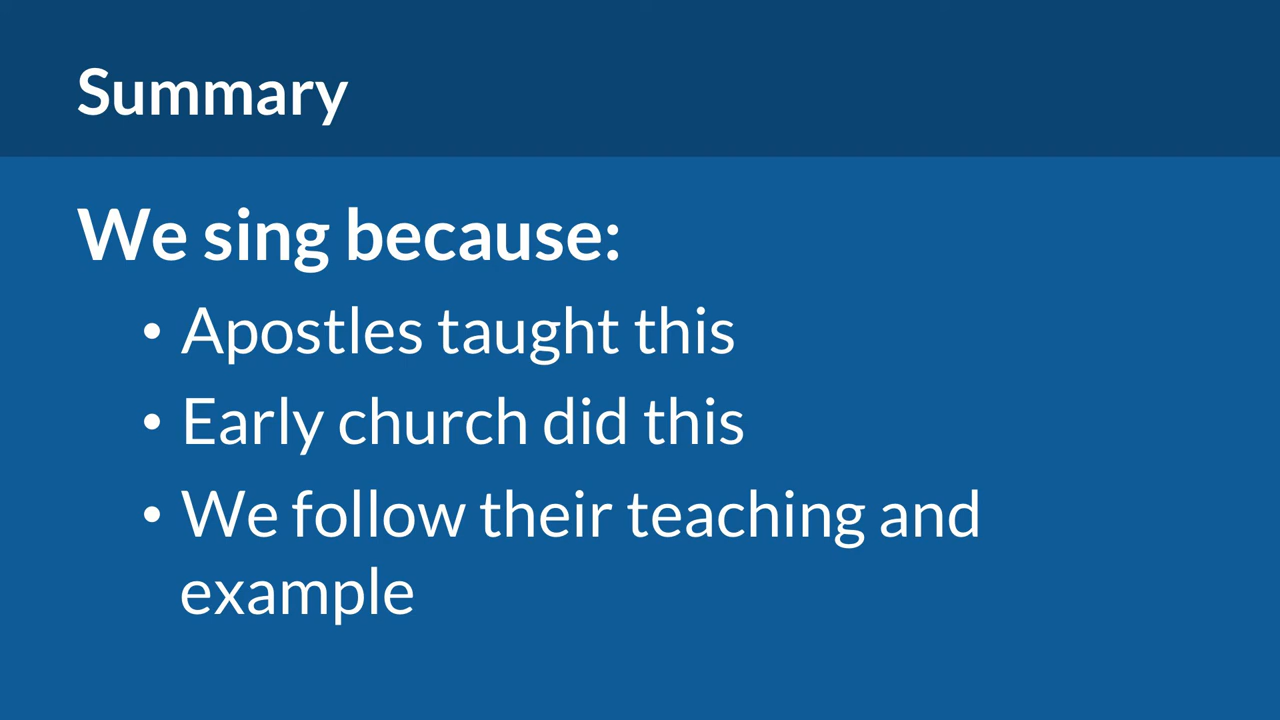 Summary
We sing because:
• Apostles taught this
• Early church did this
• We follow their teaching and
example